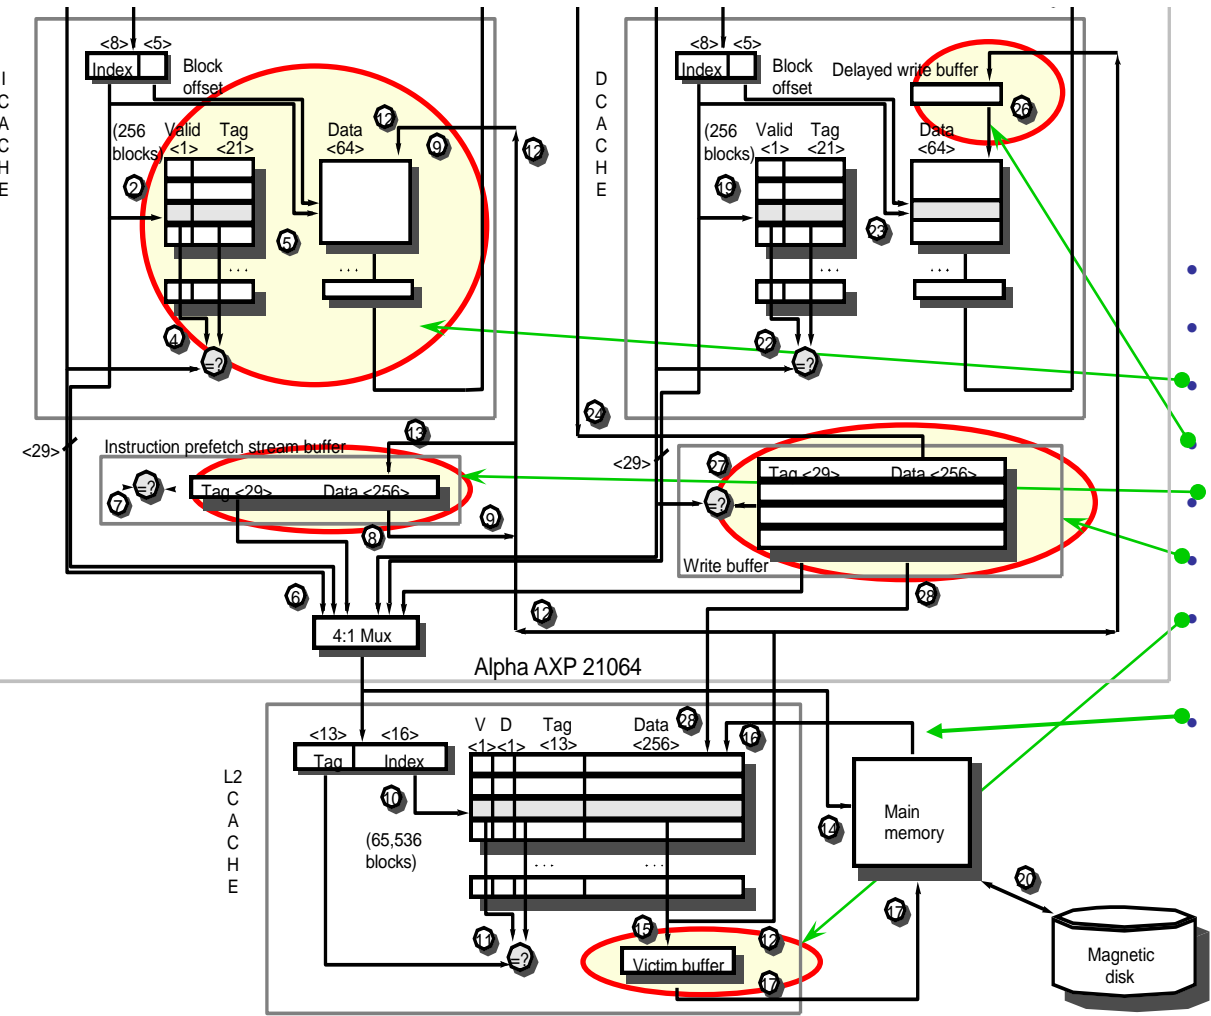 <8> <5>
Index
Block
offset
I
C
A
C
H
E
(256
blocks)
Valid
<1>
Tag
<21>
Data
<64>
12
9
12
2
5
4
=?
<8> <5>
Index
Block
offset
Delayed write buffer
26
D
C
A
C
H
E
(256
blocks)
Valid
<1>
Tag
<21>
Data
<64>
19
23
22
=?
...
...
...
...
<29>
Instruction prefetch stream buffer
13
=?
7
Tag <29> Data <256>
8
9
24
<29>
27
Tag <29> Data <256>
=?
Write buffer
28
6
12
4:1 Mux
Alpha AXP 21064
L2
C
A
C
H
E
<13> <16>
Tag Index
10
(65,536
blocks)
V D Tag Data
<1> <1> <13> <256>
28
16
...
...
11
=?
15
12
Victim buffer
17
14
Main
memory
17
20
Magnetic
disk